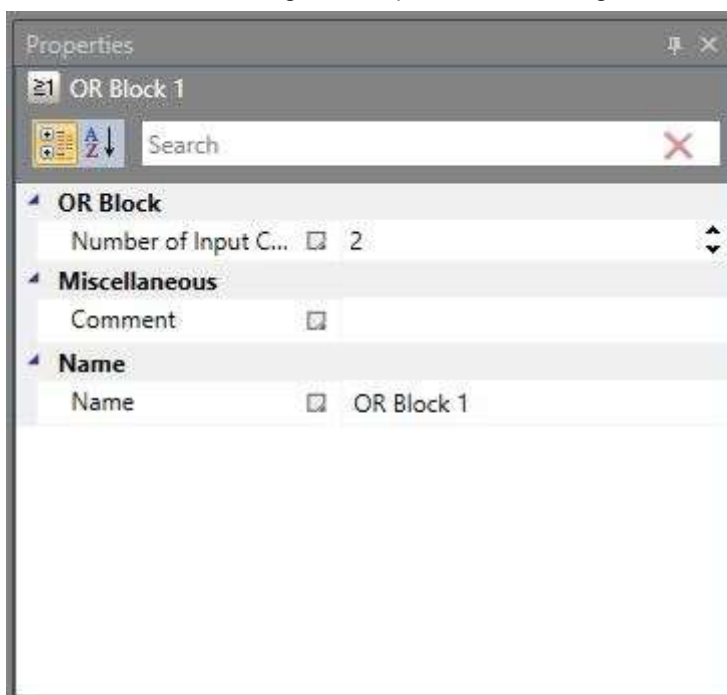 Properties
≥1 OR Block 1
Search
OR Block
Number of Input C... 2
Miscellaneous
Comment
Name
Name OR Block 1